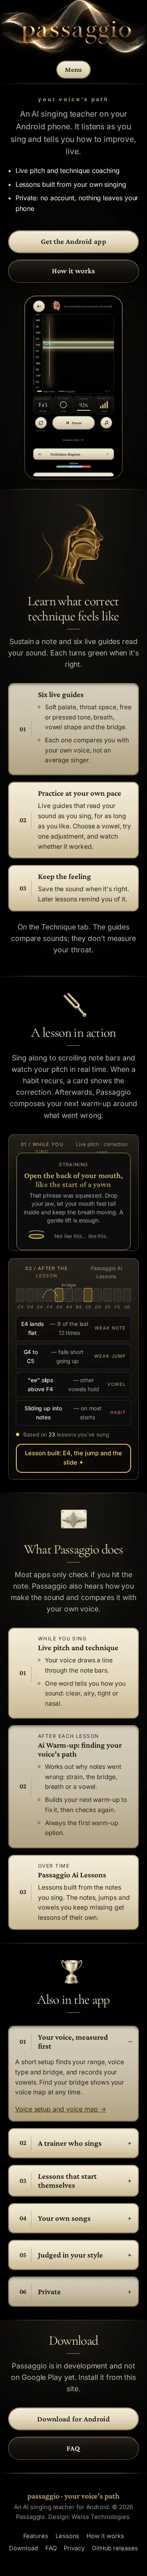 passaggio
Menu
your voice's path
An AI singing teacher on your
Android phone. It listens as you
sing and tells you how to improve,
live.
Live pitch and technique coaching
Lessons built from your own singing
Private: no account, nothing leaves your
phone
Get the Android app
How it works
Pause
Technique diagram
Learn what correct
technique feels like
Sustain a note and six live guides read
your sound. Each turns green when it's
right.
01
Six live guides
Soft palate, throat space, free
or pressed tone, breath,
vowel shape and the bridge.
Each one compares you with
your own voice, not an
average singer.
02
Practice at your own pace
Live guides that read your
sound as you sing, for as long
as you like. Choose a vowel, try
one adjustment, and watch
whether it worked.
03
Keep the feeling
Save the sound when it's right.
Later lessons remind you of it.
On the Technique tab. The guides
compare sounds; they don't measure
your throat.
A lesson in action
Sing along to scrolling note bars and
watch your voice in real time. When a
habit recurs, a card shows the
correction. Afterwards, Passaggio
composes your next warm-up around
what went wrong.
01 / WHILE YOU
Live pitch · correction
ETRAINING
Open the back of your mouth,
like the start of a yawn
That phrase was squeezed. Drop
your jaw, let your mouth feel tall
inside and keep the breath moving. A
gentle lift is enough.
Not like this... like this.
02 / AFTER THE
LESSON
Passaggio Ai
Lessons
bridge
E4 lands
flat
— 9 of the last
12 times
WEAK NOTE
G4 to
C5
— falls short
going up
WEAK JUMP
"ee" slips
above F4
— other
vowels hold
VOWEL
Sliding up into
notes
— on most
starts
HABIT
Based on 23 lessons you've sung
Lesson built: E4, the jump and the
slide ✦
What Passaggio does
Most apps only check if you hit the
note. Passaggio also hears how you
make the sound and compares it with
your own voice.
01
WHILE YOU SING
Live pitch and technique
Your voice draws a line
through the note bars.
One word tells you how you
sound: clear, airy, tight or
nasal.
02
AFTER EACH LESSON
Ai Warm-up: finding your
voice's path
Works out why notes went
wrong: strain, the bridge,
breath or a vowel.
Builds your next warm-up to
fix it, then checks again.
Always the first warm-up
option.
03
OVER TIME
Passaggio Ai Lessons
Lessons built from the notes
you sing. The notes, jumps and
vowels you keep missing get
lessons of their own.
Also in the app
01
Your voice, measured
first
−
A short setup finds your range, voice
type and bridge, and records your
vowels. Find your bridge shows you
voice map at any time.
Voice setup and voice map →
02
A trainer who sings
+
03
Lessons that start
themselves
+
04
Your own songs
+
05
Judged in your style
+
06
Private
+
Download
Passaggio is in development and not
on Google Play yet. Install it from this
site.
Download for Android
FAQ
passaggio · your voice's path
An AI singing teacher for Android. © 2026
Passaggio. Design: Weiss Technologies.
Features Lessons How it works
Download FAQ Privacy GitHub releases